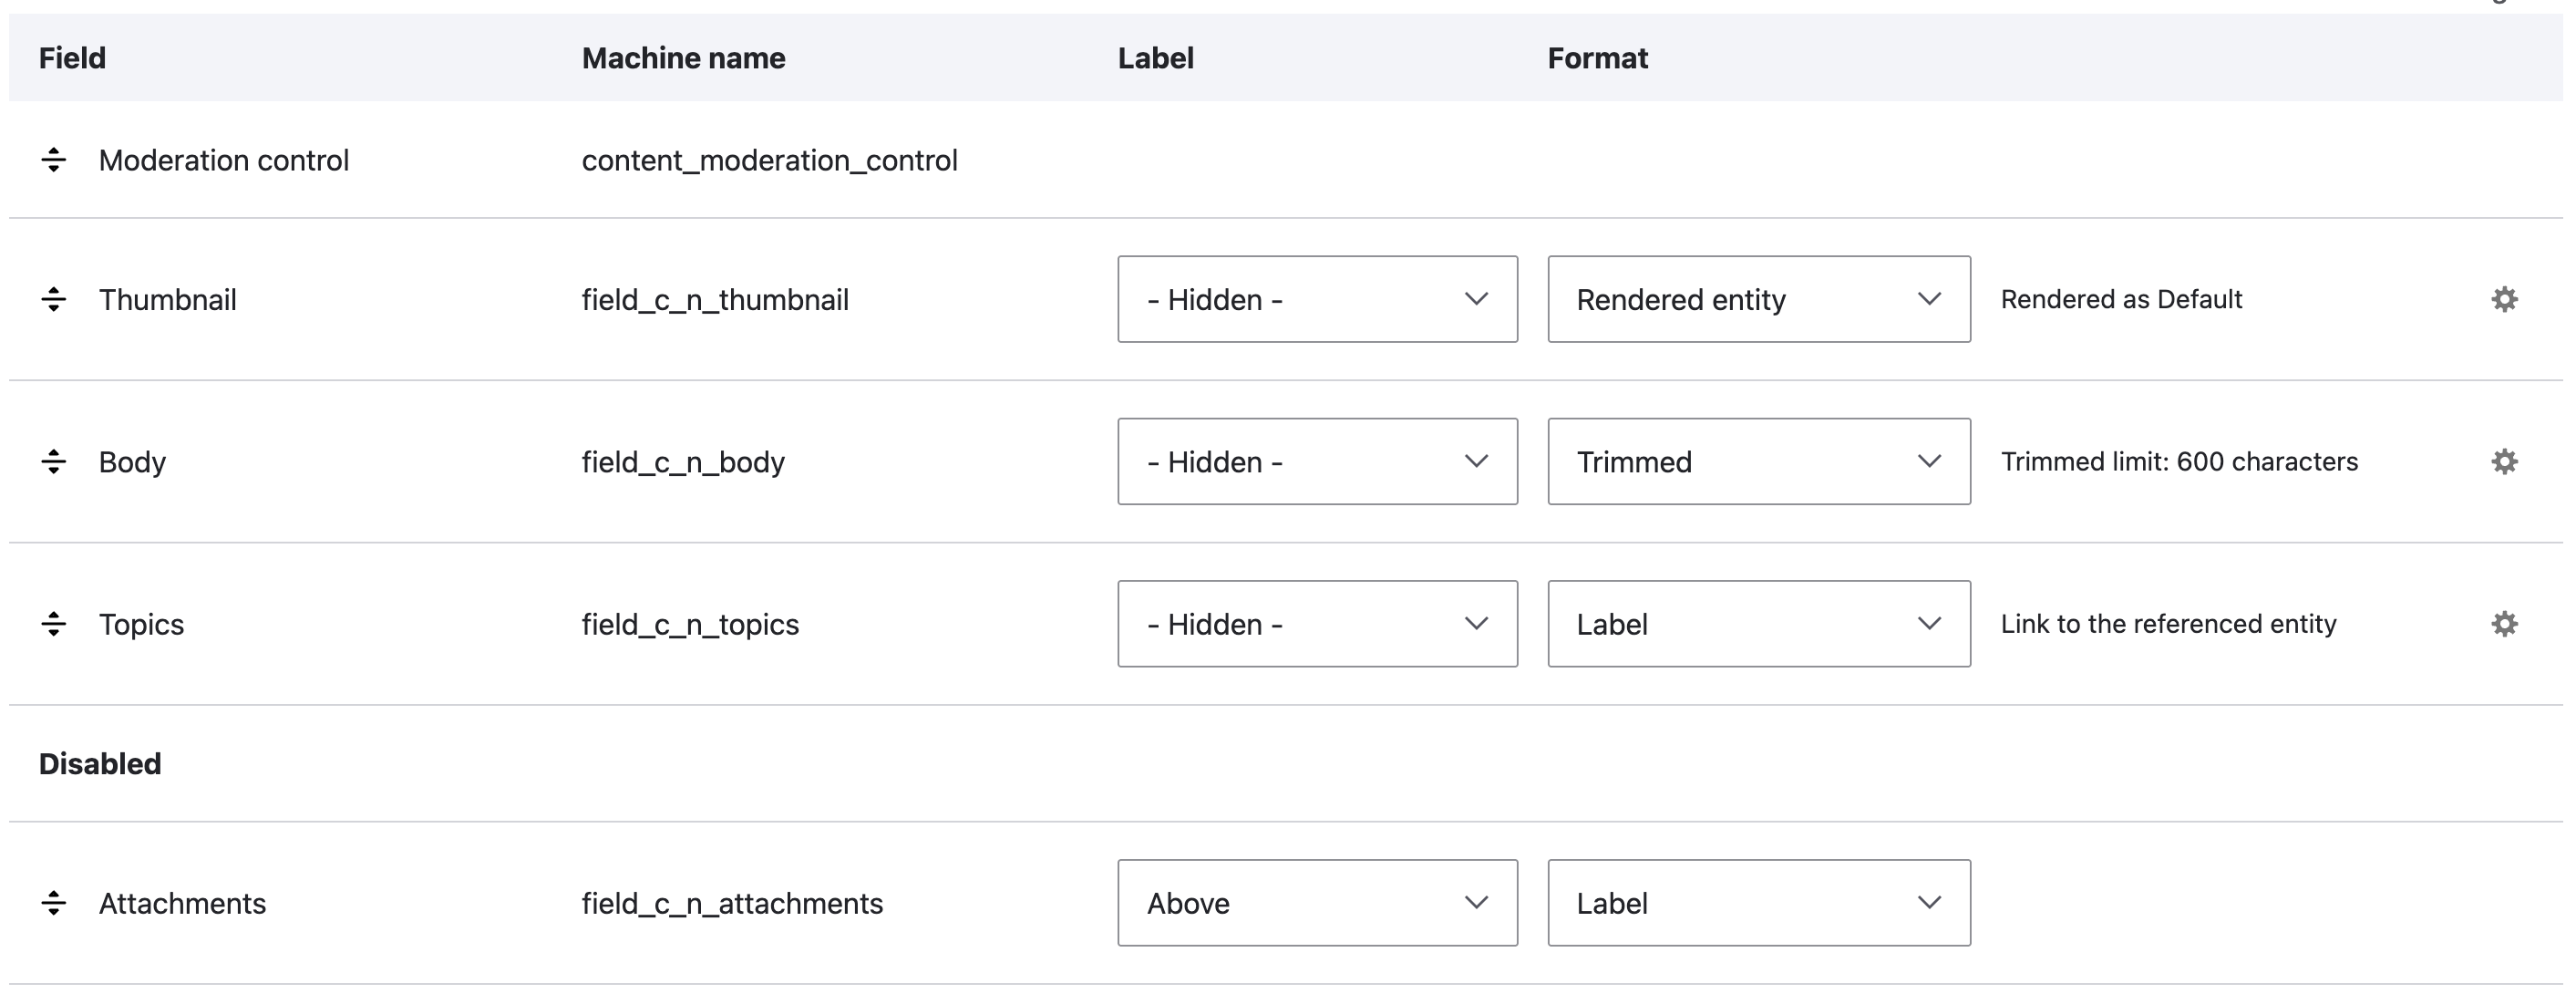 Field Machine name Label Format
Moderation control content_moderation_control
Thumbnail field_c_n_thumbnail - Hidden - Rendered entity Rendered as Default
Body field_c_n_body - Hidden - Trimmed Trimmed limit: 600 characters
Topics field_c_n_topics - Hidden - Label Link to the referenced entity
Disabled
Attachments field_c_n_attachments Above Label